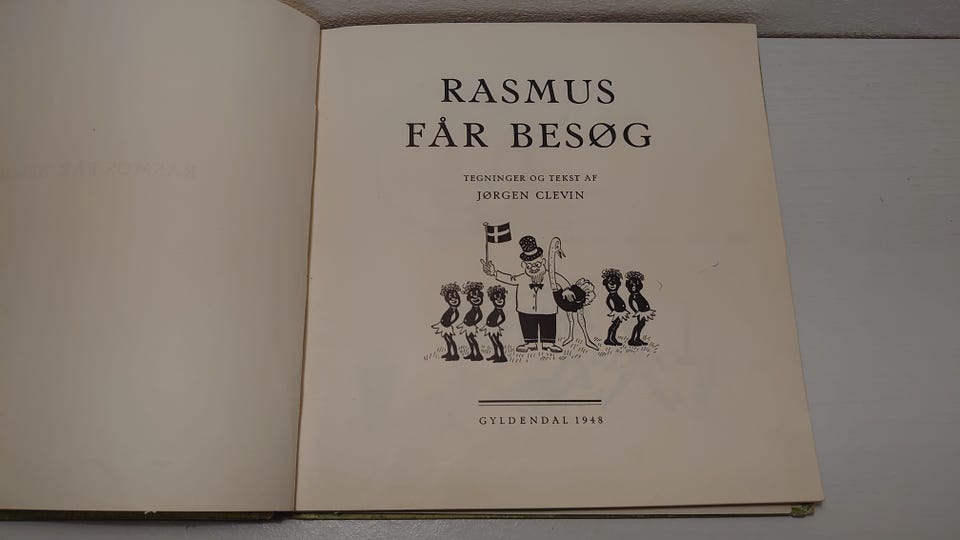 RASMUS
FÅR BESØG
TEGNINGER OG TEKST AF
JØRGEN CLEVIN
GYLDENDAL 1948